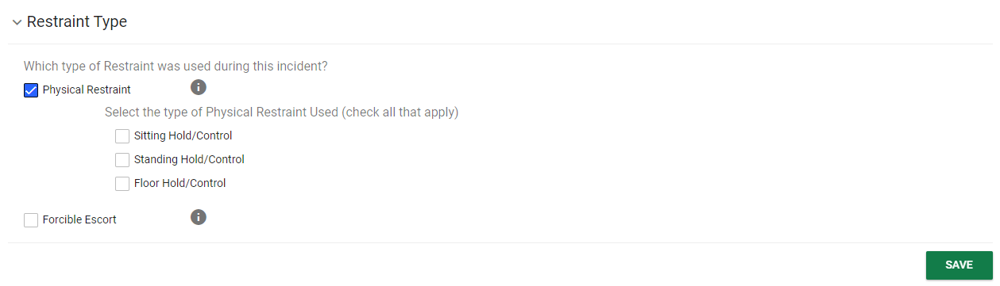 Restraint Type
Which type of Restraint was used during this incident?
Physical Restraint
Select the type of Physical Restraint Used (check all that apply)
Sitting Hold/Control
Standing Hold/Control
Floor Hold/Control
Forcible Escort
SAVE